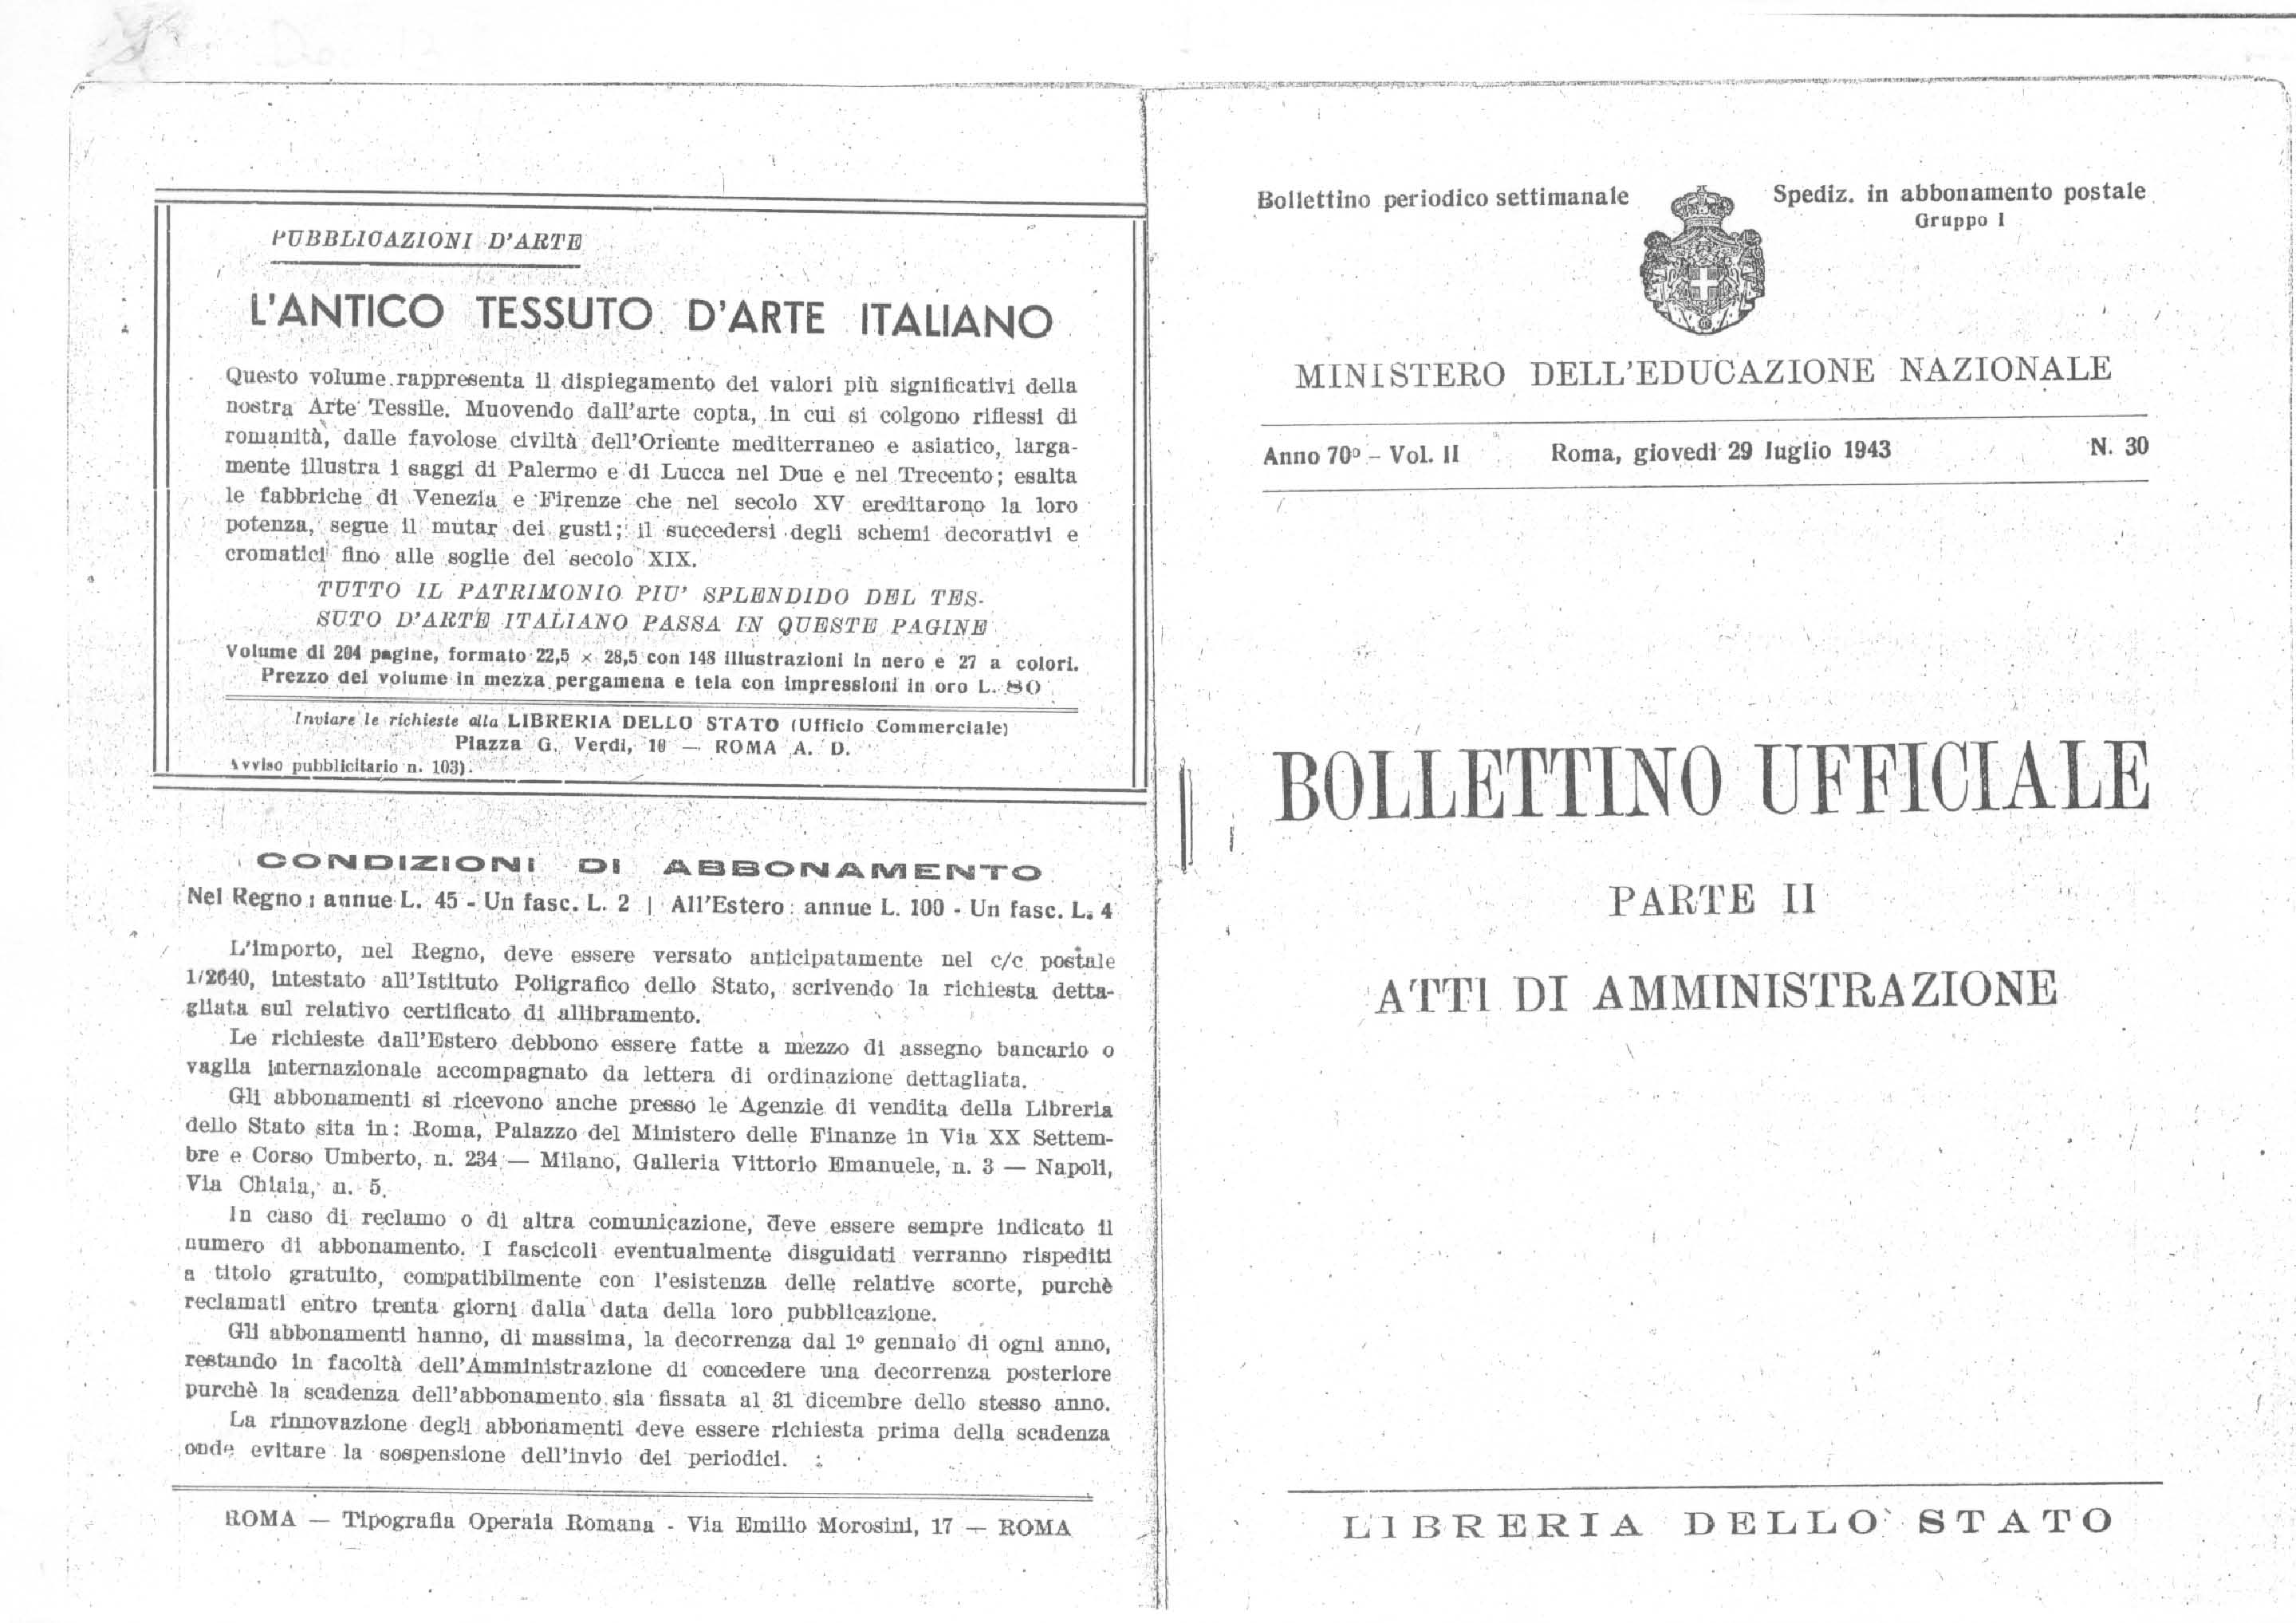 PUBBLICAZIONI D'ARTE
L'ANTICO TESSUTO D'ARTE ITALIANO
Questo volume rappresenta il dispiegamento dei valori più significativi della
nostra Arte Tessile. Muovendo dall'arte copta, in cui si colgono riflessi di
romanità, dalle favolose civiltà dell'Oriente mediterraneo e asiatico, larga-
mente illustra i saggi di Palermo e di Lucca nel Due e nel Trecento; esalta
le fabbriche di Venezia e Firenze che nel secolo XV ereditarono la loro
potenza, segue il mutar dei gusti; il succedersi degli schemi decorativi e
cromatici fino alle soglie del secolo XIX.
TUTTO IL PATRIMONIO PIU' SPLENDIDO DEL TES-
SUTO D'ARTE ITALIANO PASSA IN QUESTE PAGINE
Volume di 204 pagine, formato 22,5 × 28,5 con 148 illustrazioni in nero e 27 a colori.
Prezzo del volume in mezza pergamena e tela con impressioni in oro L. 80
Inviare le richieste alla LIBRERIA DELLO STATO (Ufficio Commerciale)
Piazza G. Verdi, 10 — ROMA A. D.
Avviso pubblicitario n. 103).
CONDIZIONI DI ABBONAMENTO
Nel Regno: annue L. 45 - Un fasc. L. 2 | All'Estero: annue L. 100 - Un fasc. L. 4
L'importo, nel Regno, deve essere versato anticipatamente nel c/c postale
1/2640, intestato all'Istituto Poligrafico dello Stato, scrivendo la richiesta detta-
gliata sul relativo certificato di allibramento.
Le richieste dall'Estero debbono essere fatte a mezzo di assegno bancario o
vaglia internazionale accompagnato da lettera di ordinazione dettagliata.
Gli abbonamenti si ricevono anche presso le Agenzie di vendita della Libreria
dello Stato sita in: Roma, Palazzo del Ministero delle Finanze in Via XX Settem-
bre e Corso Umberto, n. 234 — Milano, Galleria Vittorio Emanuele, n. 3 — Napoli,
Via Chiaia, n. 5.
In caso di reclamo o di altra comunicazione, deve essere sempre indicato il
numero di abbonamento. I fascicoli eventualmente disguidati verranno rispediti
a titolo gratuito, compatibilmente con l'esistenza delle relative scorte, purchè
reclamati entro trenta giorni dalla data della loro pubblicazione.
Gli abbonamenti hanno, di massima, la decorrenza dal 1º gennaio di ogni anno,
restando in facoltà dell'Amministrazione di concedere una decorrenza posteriore
purchè la scadenza dell'abbonamento sia fissata al 31 dicembre dello stesso anno.
La rinnovazione degli abbonamenti deve essere richiesta prima della scadenza
onde evitare la sospensione dell'invio dei periodici.
ROMA — Tipografia Operaia Romana - Via Emilio Morosini, 17 — ROMA
Bollettino periodico settimanale
Spediz. in abbonamento postale
Gruppo I
MINISTERO DELL'EDUCAZIONE NAZIONALE
Anno 70º - Vol. II Roma, giovedì 29 luglio 1943 N. 30
BOLLETTINO UFFICIALE
PARTE II
ATTI DI AMMINISTRAZIONE
LIBRERIA DELLO STATO